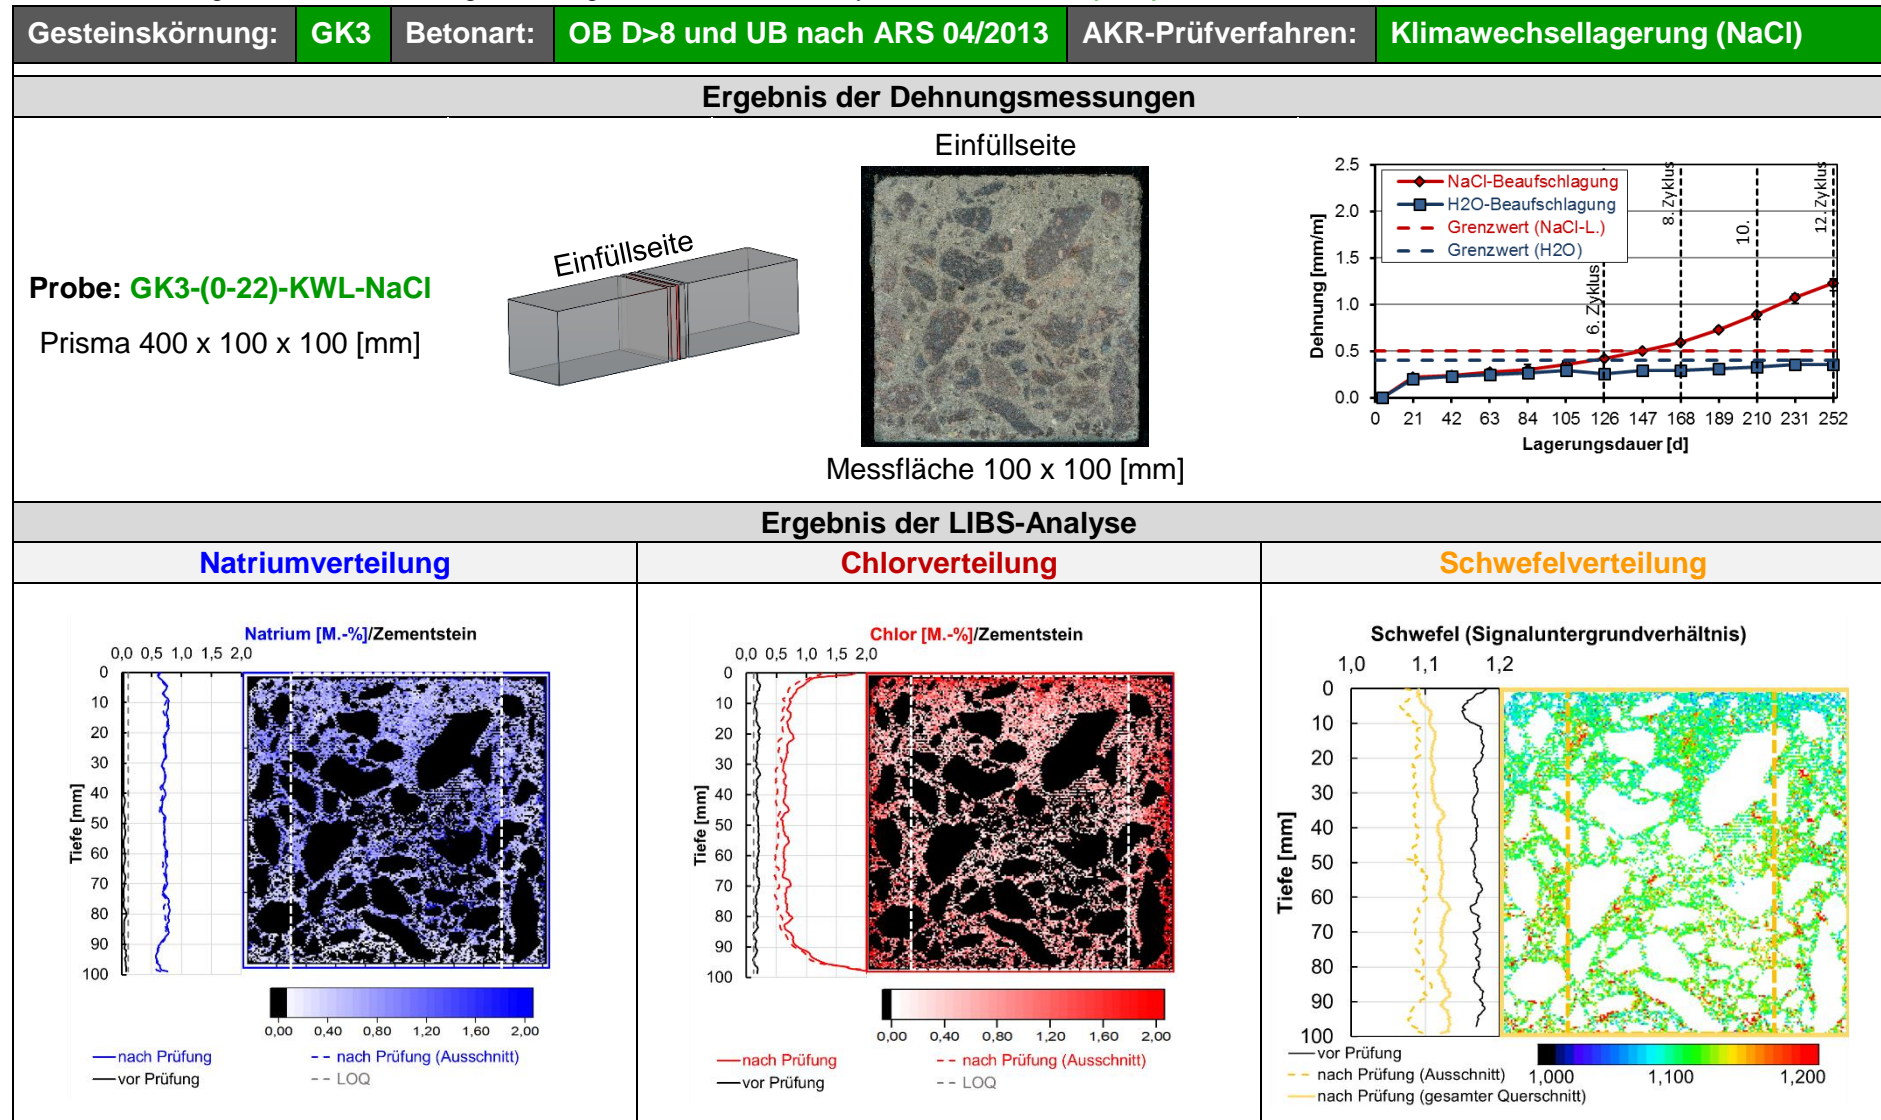 Gesteinskörnung: GK3 Betonart: OB D>8 und UB nach ARS 04/2013 AKR-Prüfverfahren: Klimawechsellagerung (NaCl)
Ergebnis der Dehnungsmessungen
Probe: GK3-(0-22)-KWL-NaCl
Prisma 400 x 100 x 100 [mm]
Einfüllseite
Einfüllseite
Messfläche 100 x 100 [mm]
Dehnung [mm/m]
2.5
2.0
1.5
1.0
0.5
0.0
NaCl-Beaufschlagung
H2O-Beaufschlagung
Grenzwert (NaCl-L.)
Grenzwert (H2O)
6. Zyklus
8. Zyklus
10.
12. Zyklus
0 21 42 63 84 105 126 147 168 189 210 231 252
Lagerungsdauer [d]
Ergebnis der LIBS-Analyse
Natriumverteilung
Natrium [M.-%]/Zementstein
0,0 0,5 1,0 1,5 2,0
Tiefe [mm]
0
10
20
30
40
50
60
70
80
90
100
0,00 0,40 0,80 1,20 1,60 2,00
nach Prüfung
nach Prüfung (Ausschnitt)
vor Prüfung
LOQ
Chlorverteilung
Chlor [M.-%]/Zementstein
0,0 0,5 1,0 1,5 2,0
Tiefe [mm]
0
10
20
30
40
50
60
70
80
90
100
0,00 0,40 0,80 1,20 1,60 2,00
nach Prüfung
nach Prüfung (Ausschnitt)
vor Prüfung
LOQ
Schwefelverteilung
Schwefel (Signaluntergrundverhältnis)
1,0 1,1 1,2
Tiefe [mm]
0
10
20
30
40
50
60
70
80
90
100
vor Prüfung
nach Prüfung (Ausschnitt)
nach Prüfung (gesamter Querschnitt)
1,000 1,100 1,200